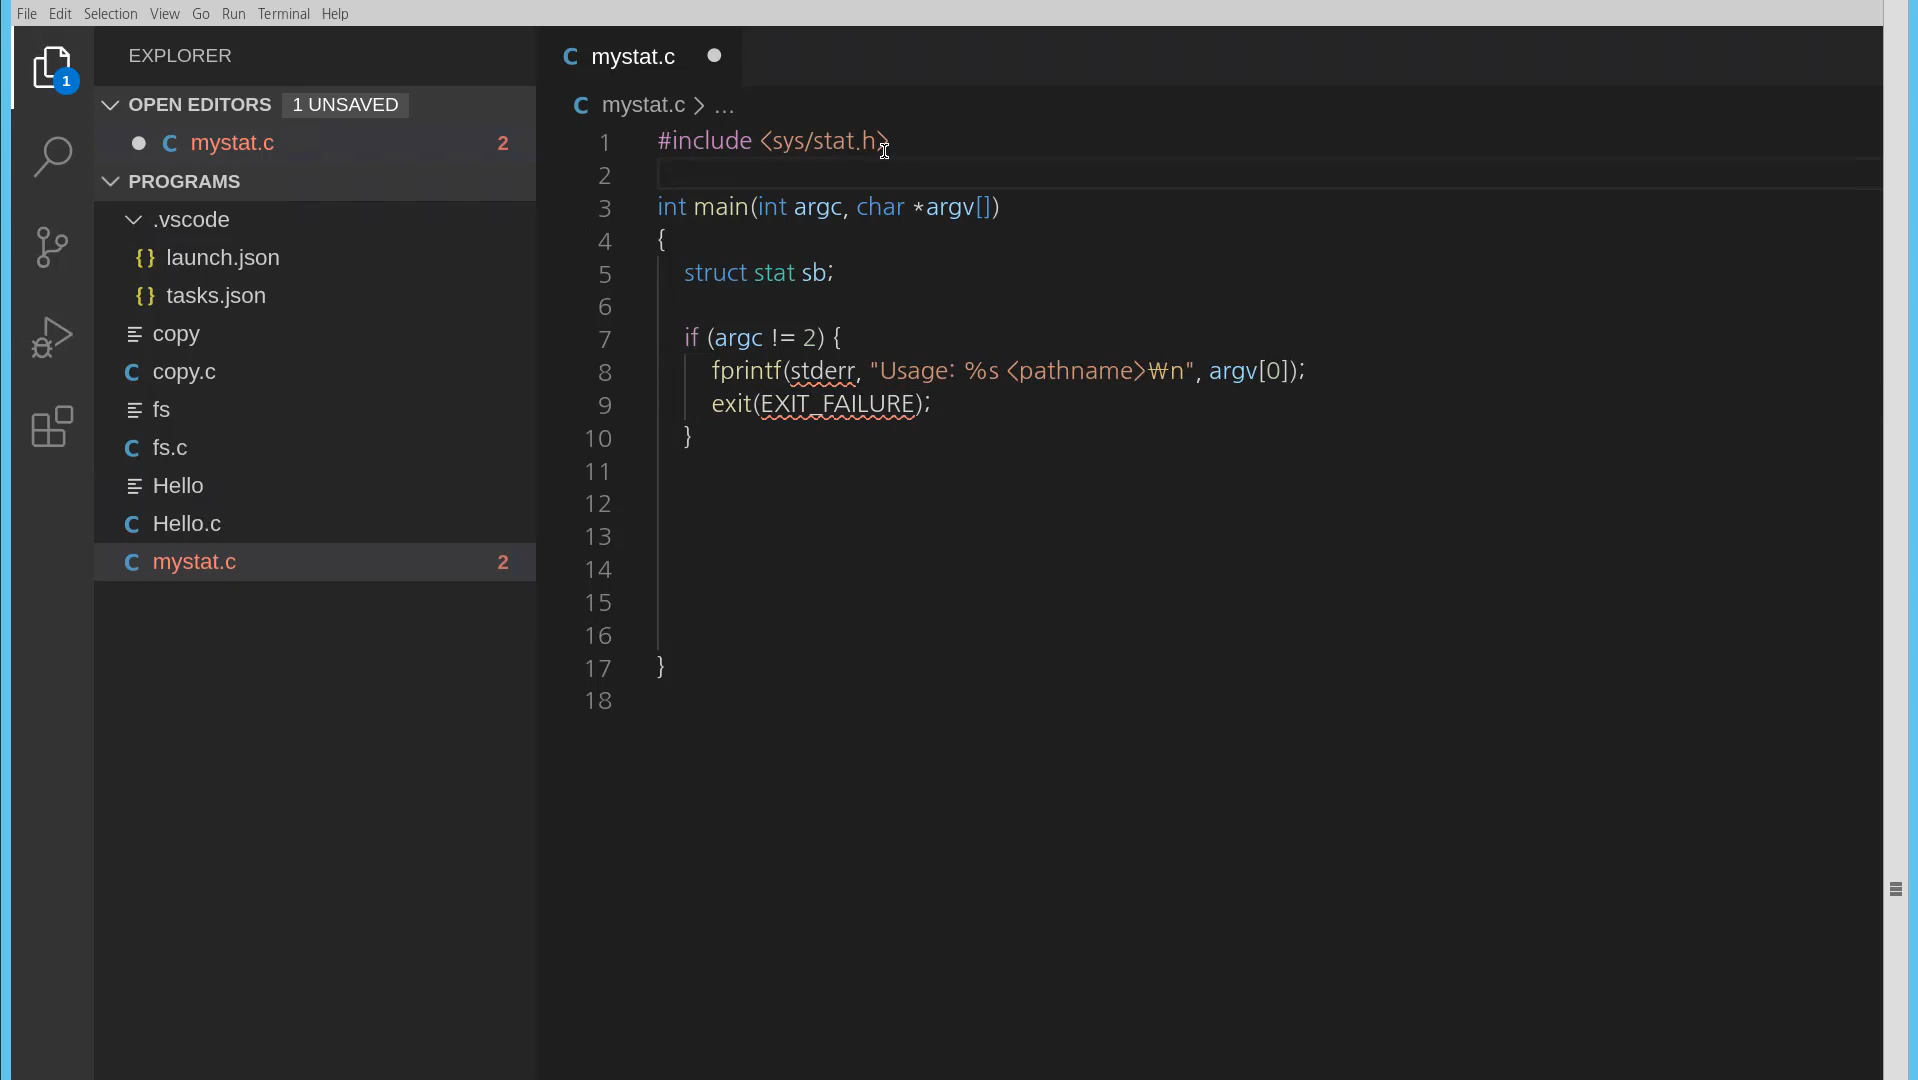 File Edit Selection View Go Run Terminal Help
EXPLORER
1
OPEN EDITORS 1 UNSAVED
mystat.c 2
PROGRAMS
.vscode
{} launch.json
{} tasks.json
copy
C copy.c
fs
C fs.c
Hello
C Hello.c
C mystat.c 2
C mystat.c
C mystat.c > ...
1 #include <sys/stat.h>
2
3 int main(int argc, char *argv[])
4 {
5 struct stat sb;
6
7 if (argc != 2) {
8 fprintf(stderr, "Usage: %s <pathname>₩n", argv[0]);
9 exit(EXIT_FAILURE);
10 }
11
12
13
14
15
16
17 }
18